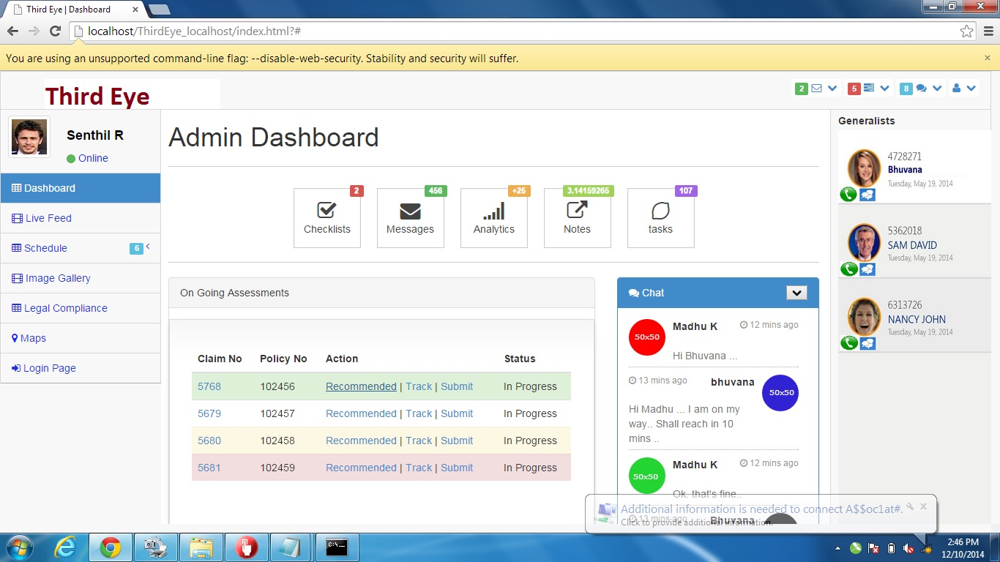 Third Eye | Dashboard
localhost/ThirdEye_localhost/index.html?#
You are using an unsupported command-line flag: --disable-web-security. Stability and security will suffer.
Third Eye
2
5
8
Senthil R
Online
Dashboard
Live Feed
Schedule 6
Image Gallery
Legal Compliance
Maps
Login Page
Admin Dashboard
2
Checklists
456
Messages
+25
Analytics
3.14159265
Notes
107
tasks
On Going Assessments
Claim No Policy No Action Status
5768 102456 Recommended | Track | Submit In Progress
5679 102457 Recommended | Track | Submit In Progress
5680 102458 Recommended | Track | Submit In Progress
5681 102459 Recommended | Track | Submit In Progress
Chat
50x50
Madhu K 12 mins ago
Hi Bhuvana ...
13 mins ago bhuvana
50x50
Hi Madhu ... I am on my
way.. Shall reach in 10
mins ..
50x50
Madhu K 12 mins ago
Ok. that's fine..
13 mins ago Bhuvana
Generalists
4728271
Bhuvana
Tuesday, May 19, 2014
5362018
SAM DAVID
Tuesday, May 19, 2014
6313726
NANCY JOHN
Tuesday, May 19, 2014
Additional information is needed to connect A$$oc1at#.
Click to provide additional information.
2:46 PM
12/10/2014